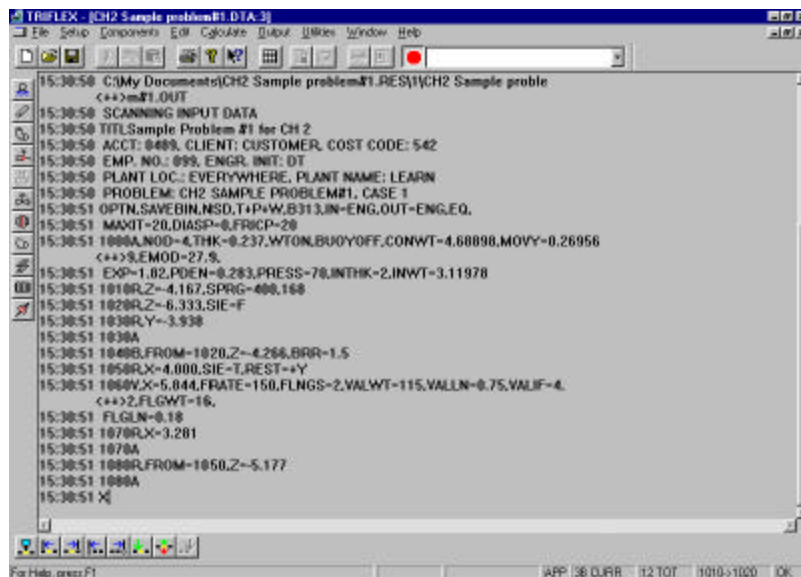 TRIFLEX - [CH2 Sample problem#1.DTA:3]
File Setup Components Edit Calculate Output Utilities Window Help
15:30:50 C:\My Documents\CH2 Sample problem#1.RES\1\CH2 Sample proble
<++>m#1.OUT
15:30:50 SCANNING INPUT DATA
15:30:50 TITLSample Problem #1 for CH 2
15:30:50 ACCT: 0489, CLIENT: CUSTOMER, COST CODE: 542
15:30:50 EMP. NO.: 099, ENGR. INIT: DT
15:30:50 PLANT LOC.: EVERYWHERE, PLANT NAME: LEARN
15:30:50 PROBLEM: CH2 SAMPLE PROBLEM#1, CASE 1
15:30:51 OPTN,SAVEBIN,NSD,T+P+W,B313,IN=ENG,OUT=ENG,EQ,
15:30:51 MAXIT=20,DIASP=0,FRICP=20
15:30:51 1000A,NOD=4,THK=0.237,WTON,BUOYOFF,CONWT=4.68098,MOVY=0.26956
<++>9,EMOD=27.9,
15:30:51 EXP=1.82,PDEN=0.283,PRESS=70,INTHK=2,INWT=3.11978
15:30:51 1010R,Z=-4.167,SPRG=400,168
15:30:51 1020R,Z=-6.333,SIE=F
15:30:51 1030R,Y=-3.938
15:30:51 1030A
15:30:51 1040B,FROM=1020,Z=-4.266,BRR=1.5
15:30:51 1050R,X=4.000,SIE=T,REST=+Y
15:30:51 1060V,X=5.844,FRATE=150,FLNGS=2,VALWT=115,VALLN=0.75,VALIF=4.
<++>2,FLGWT=16,
15:30:51 FLGLN=0.18
15:30:51 1070R,X=3.281
15:30:51 1070A
15:30:51 1080R,FROM=1050,Z=-5.177
15:30:51 1080A
15:30:51 X
For Help, press F1
APP 38 CURR 12 TOT 1010->1020 OK